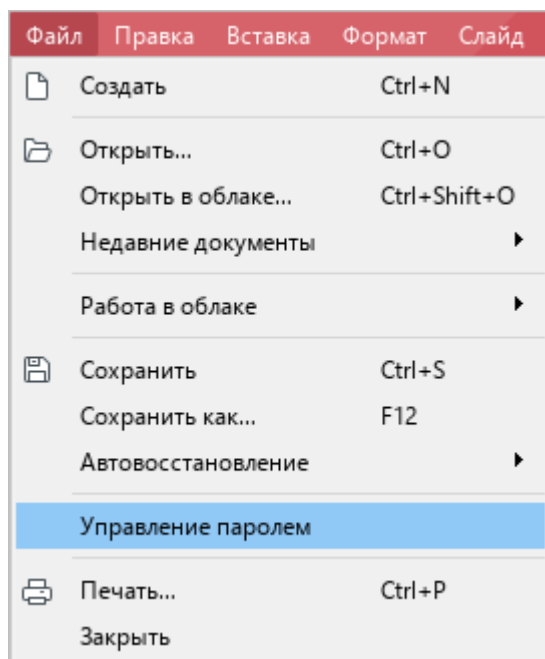 Файл Правка Вставка Формат Слайд
Создать Ctrl+N
Открыть... Ctrl+O
Открыть в облаке... Ctrl+Shift+O
Недавние документы
Работа в облаке
Сохранить Ctrl+S
Сохранить как... F12
Автовосстановление
Управление паролем
Печать... Ctrl+P
Закрыть